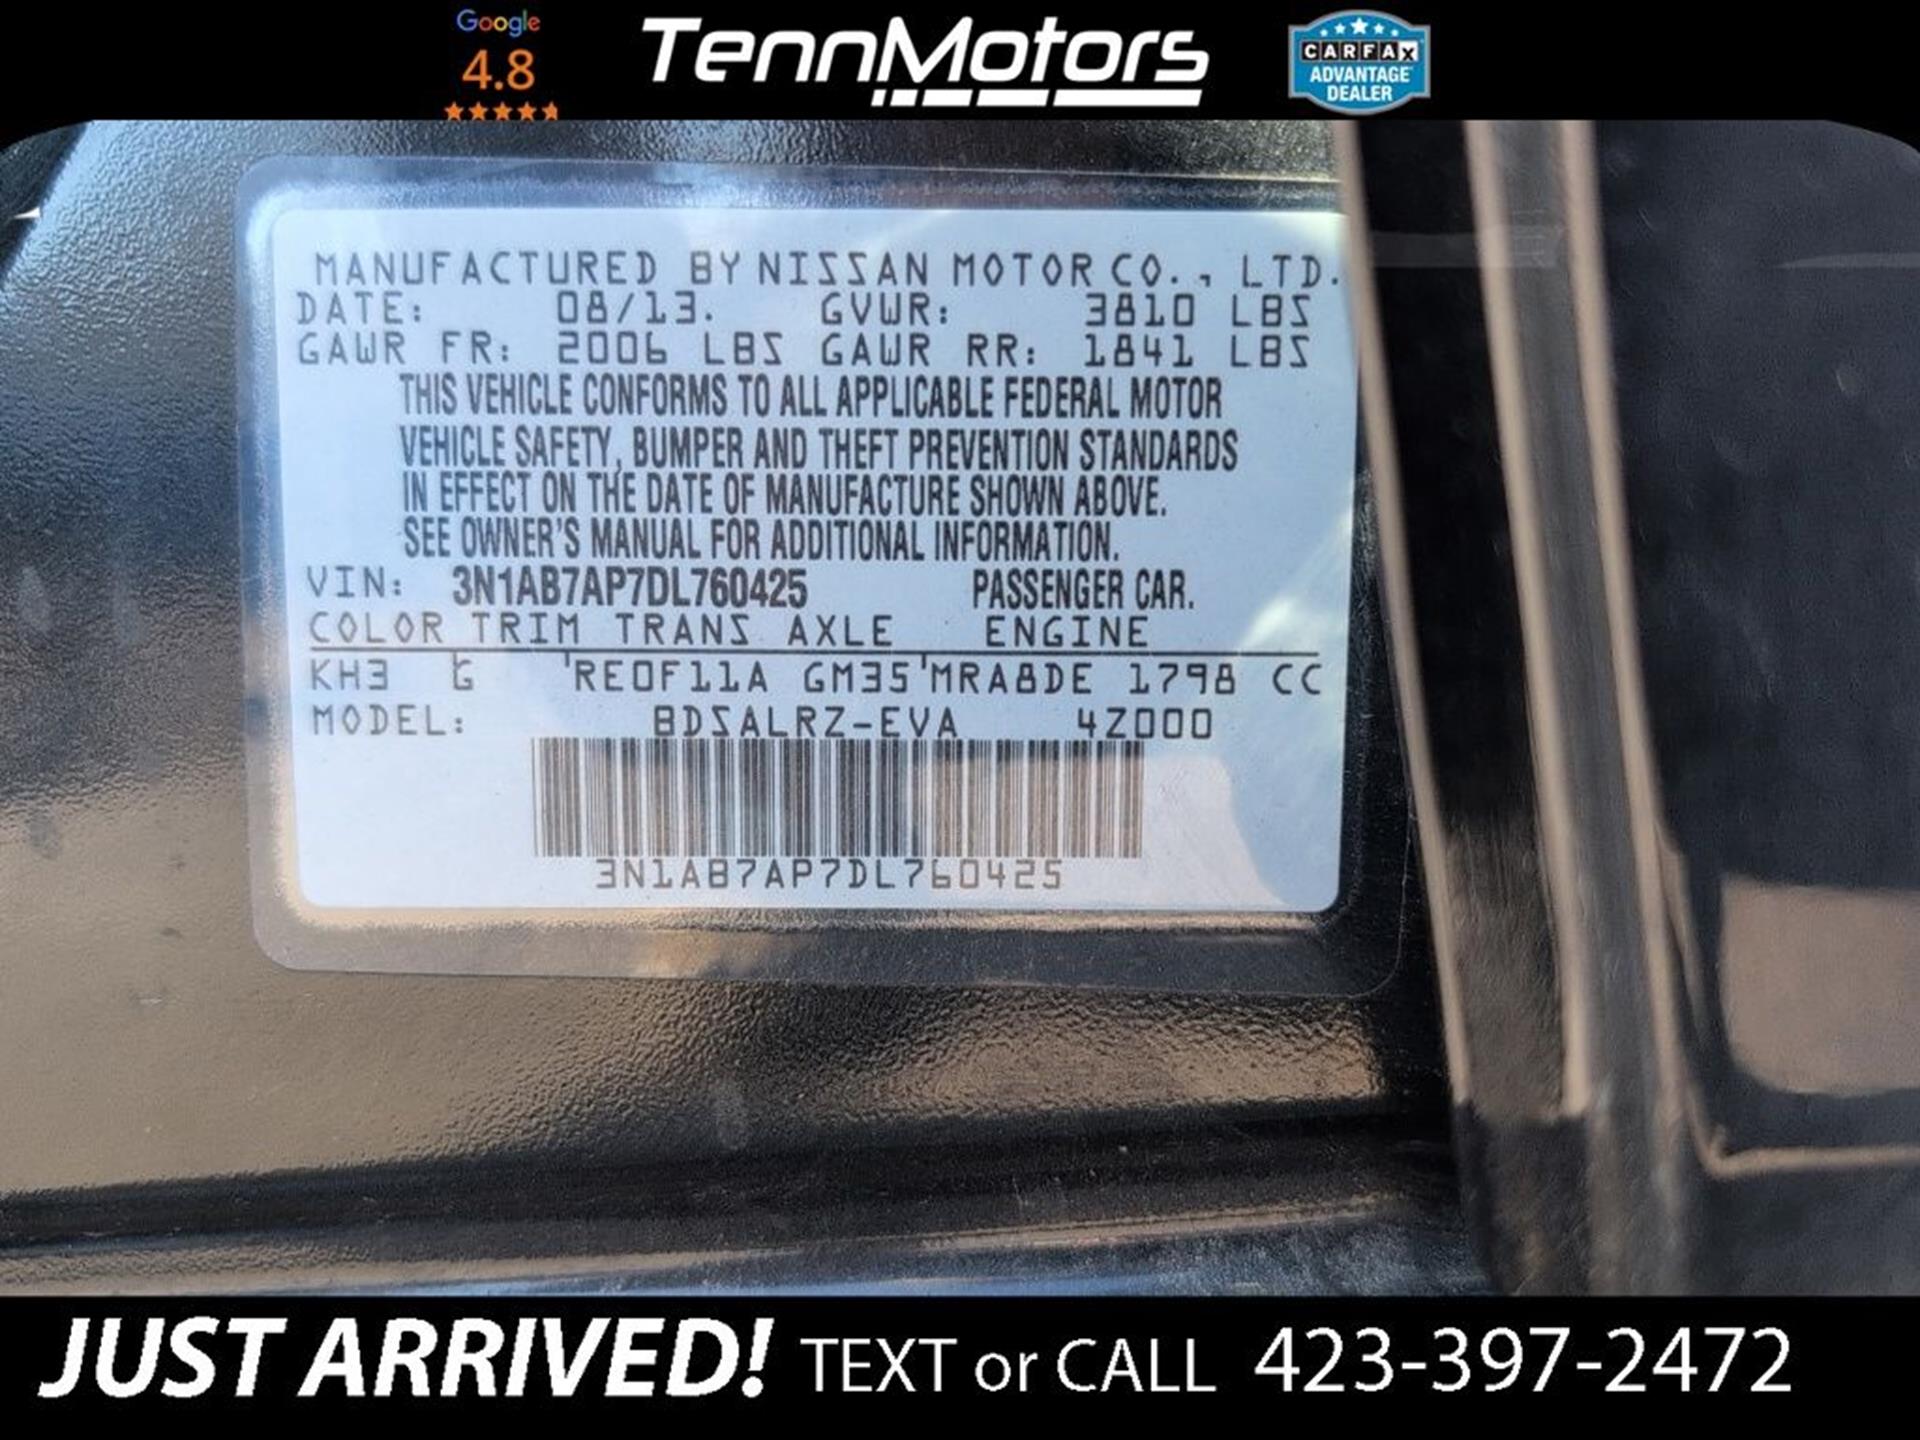 Google
4.8
TennMotors
CARFAX
ADVANTAGE
DEALER
MANUFACTURED BY NISSAN MOTOR CO., LTD.
DATE: 08/13. GVWR: 3810 LBS
GAWR FR: 2006 LBS GAWR RR: 1841 LBS
THIS VEHICLE CONFORMS TO ALL APPLICABLE FEDERAL MOTOR
VEHICLE SAFETY, BUMPER AND THEFT PREVENTION STANDARDS
IN EFFECT ON THE DATE OF MANUFACTURE SHOWN ABOVE.
SEE OWNER'S MANUAL FOR ADDITIONAL INFORMATION.
VIN: 3N1AB7AP7DL760425 PASSENGER CAR.
COLOR TRIM TRANS AXLE ENGINE
KH3 G 'RE0F11A GM35'MRA8DE 1798 CC
MODEL: BDSALRZ-EVA 4Z000
3N1AB7AP7DL760425
JUST ARRIVED! TEXT or CALL 423-397-2472